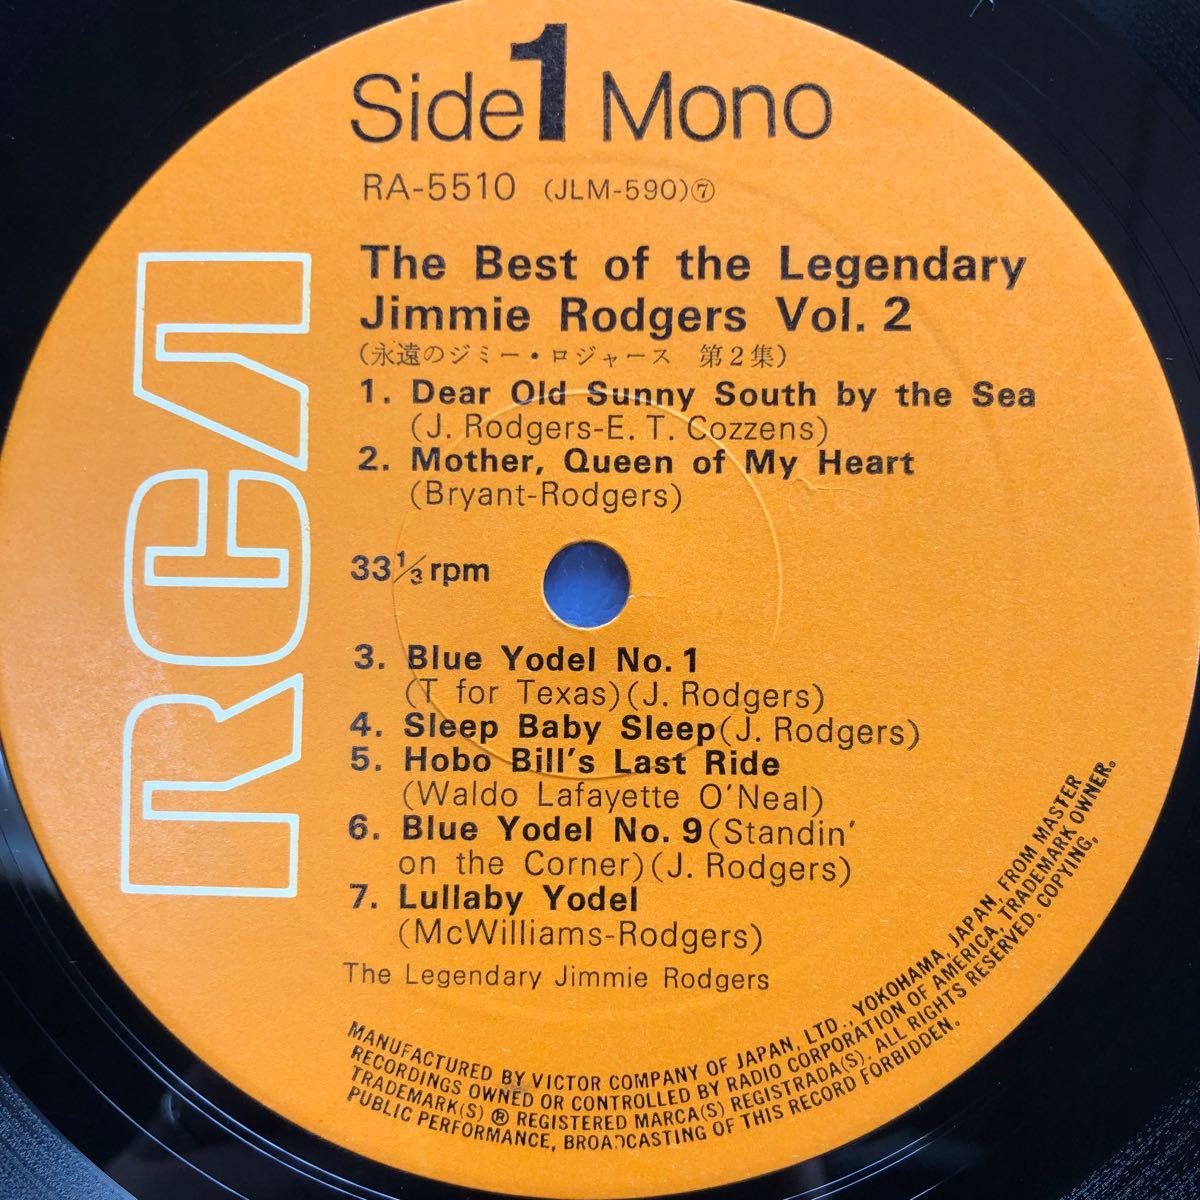 Side 1 Mono
RA-5510 (JLM-590)⑦
The Best of the Legendary
Jimmie Rodgers Vol. 2
(永遠のジミー・ロジャース 第2集)
1. Dear Old Sunny South by the Sea
(J. Rodgers-E. T. Cozzens)
2. Mother, Queen of My Heart
(Bryant-Rodgers)
33 1/3 rpm
3. Blue Yodel No. 1
(T for Texas)(J. Rodgers)
4. Sleep Baby Sleep(J. Rodgers)
5. Hobo Bill's Last Ride
(Waldo Lafayette O'Neal)
6. Blue Yodel No. 9(Standin'
on the Corner)(J. Rodgers)
7. Lullaby Yodel
(McWilliams-Rodgers)
The Legendary Jimmie Rodgers
RCA
MANUFACTURED BY VICTOR COMPANY OF JAPAN, LTD., YOKOHAMA, JAPAN, FROM MASTER
RECORDINGS OWNED OR CONTROLLED BY RADIO CORPORATION OF AMERICA, TRADEMARK OWNER.
TRADEMARK(S) ® REGISTERED MARCA(S) REGISTRADA(S). ALL RIGHTS RESERVED. COPYING,
PUBLIC PERFORMANCE, BROADCASTING OF THIS RECORD FORBIDDEN.